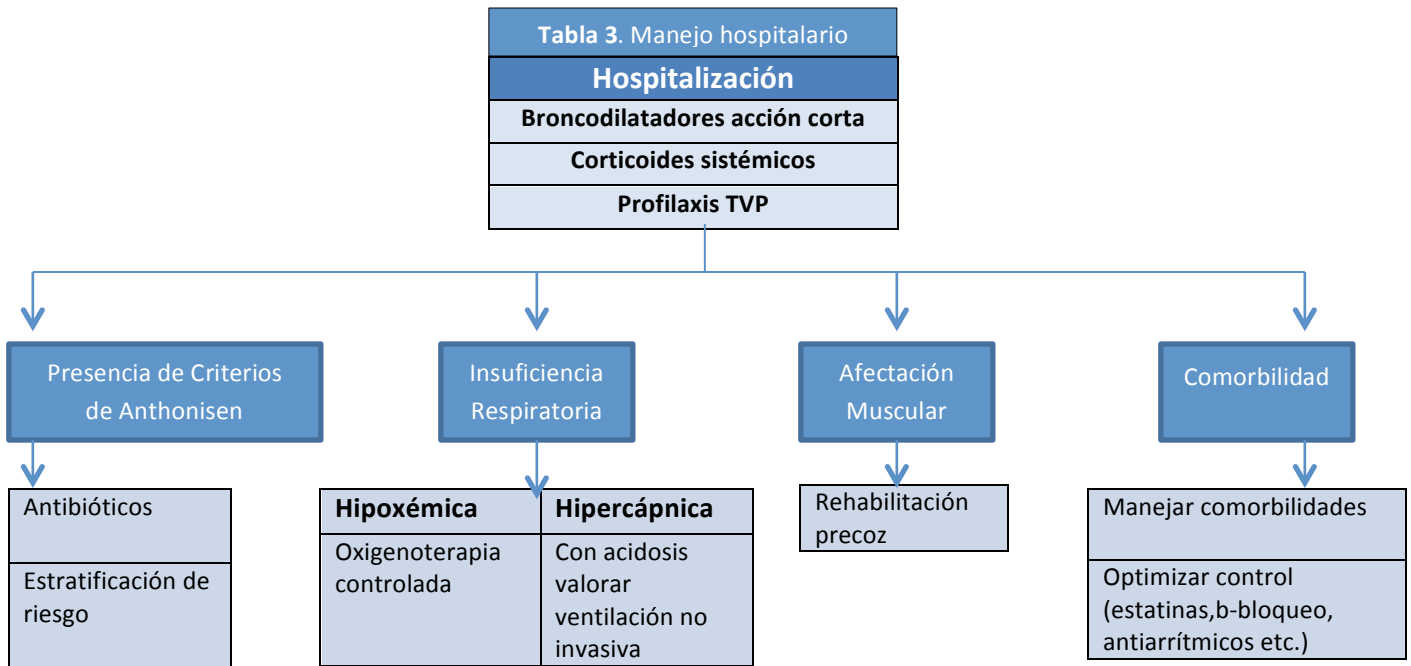 Tabla 3. Manejo hospitalario
Hospitalización
Broncodilatadores acción corta
Corticoides sistémicos
Profilaxis TVP
Presencia de Criterios
de Anthonisen
Insuficiencia
Respiratoria
Afectación
Muscular
Comorbilidad
Antibióticos
Estratificación de
riesgo
Hipoxémica
Oxigenoterapia
controlada
Hipercápnica
Con acidosis
valorar
ventilación no
invasiva
Rehabilitación
precoz
Manejar comorbilidades
Optimizar control
(estatinas,b-bloqueo,
antiarrítmicos etc.)